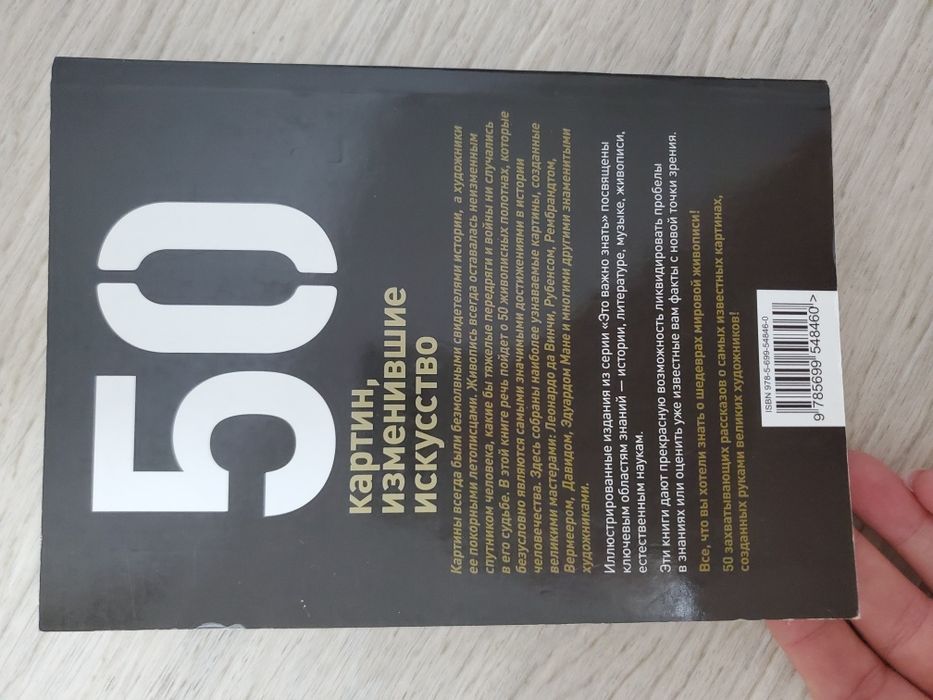 50
картин,
изменившие
искусство
Картины всегда были безмолвными свидетелями истории, а художники
ее покорными летописцами. Живопись всегда оставалась неизменным
спутником человека, какие бы тяжелые передряги и войны ни случались
в его судьбе. В этой книге речь пойдет о 50 живописных полотнах, которые
безусловно являются самыми значимыми достижениями в истории
человечества. Здесь собраны наиболее узнаваемые картины, созданные
великими мастерами: Леонардо да Винчи, Рубенсом, Рембрандтом,
Вермеером, Давидом, Эдуардом Мане и многими другими знаменитыми
художниками.
Иллюстрированные издания из серии «Это важно знать» посвящены
ключевым областям знаний — истории, литературе, музыке, живописи,
естественным наукам.
Эти книги дают прекрасную возможность ликвидировать пробелы
в знаниях или оценить уже известные вам факты с новой точки зрения.
Все, что вы хотели знать о шедеврах мировой живописи!
50 захватывающих рассказов о самых известных картинах,
созданных руками великих художников!
ISBN 978-5-699-54846-0
9 785699 548460 >